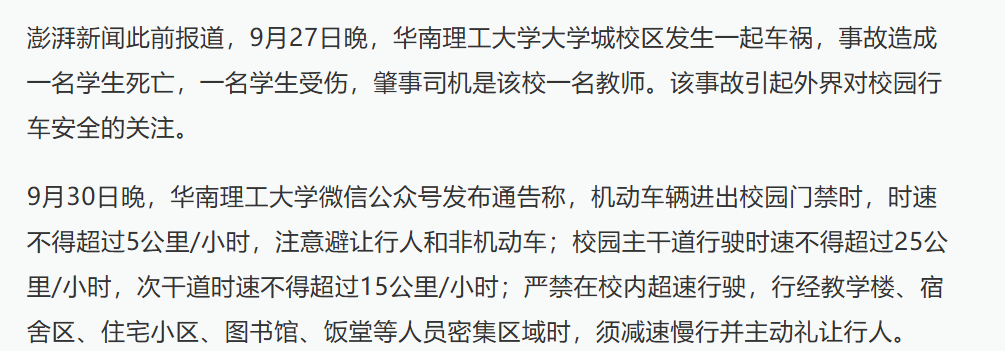 澎湃新闻此前报道，9月27日晚，华南理工大学大学城校区发生一起车祸，事故造成
一名学生死亡，一名学生受伤，肇事司机是该校一名教师。该事故引起外界对校园行
车安全的关注。
9月30日晚，华南理工大学微信公众号发布通告称，机动车辆进出校园门禁时，时速
不得超过5公里/小时，注意避让行人和非机动车；校园主干道行驶时速不得超过25公
里/小时，次干道时速不得超过15公里/小时；严禁在校内超速行驶，行经教学楼、宿
舍区、住宅小区、图书馆、饭堂等人员密集区域时，须减速慢行并主动礼让行人。